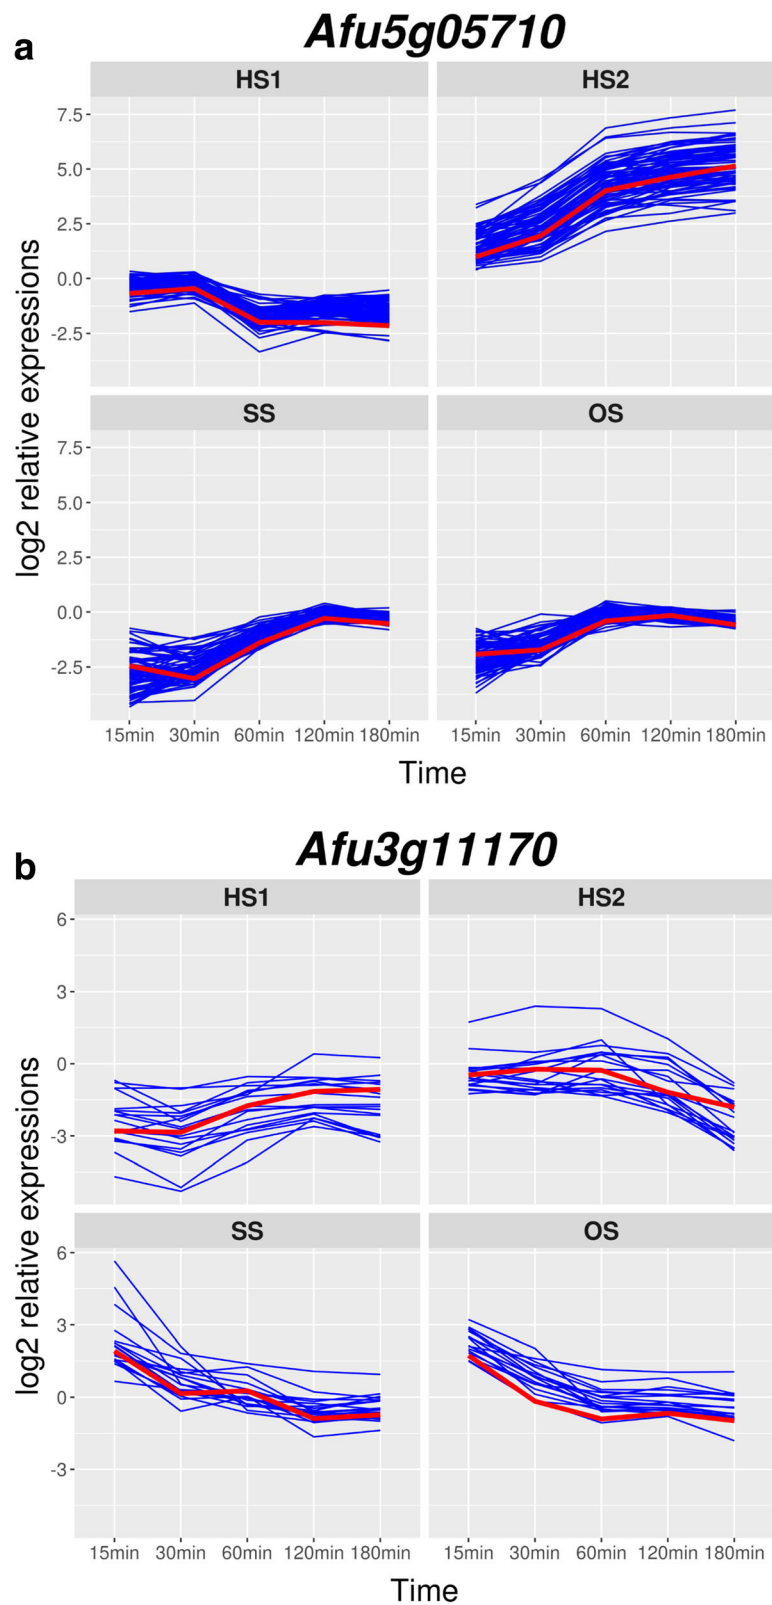 a
Afu5g05710
HS1 HS2
7.5
5.0
2.5
0.0
-2.5
SS OS
7.5
5.0
2.5
0.0
-2.5
log2 relative expressions
15min 30min 60min 120min 180min 15min 30min 60min 120min 180min
Time
b
Afu3g11170
HS1 HS2
6
3
0
-3
SS OS
6
3
0
-3
log2 relative expressions
15min 30min 60min 120min 180min 15min 30min 60min 120min 180min
Time